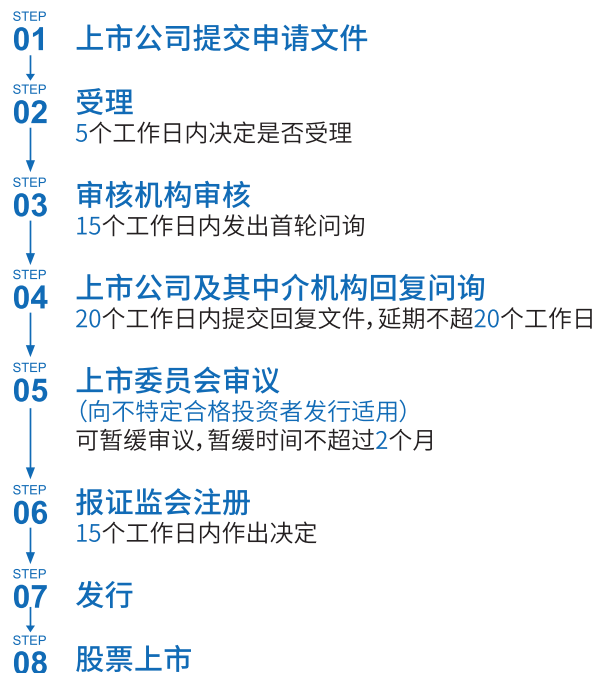 STEP
01
上市公司提交申请文件
STEP
02
受理
5个工作日内决定是否受理
STEP
03
审核机构审核
15个工作日内发出首轮问询
STEP
04
上市公司及其中介机构回复问询
20个工作日内提交回复文件，延期不超20个工作日
STEP
05
上市委员会审议
（向不特定合格投资者发行适用）
可暂缓审议，暂缓时间不超过2个月
STEP
06
报证监会注册
15个工作日内作出决定
STEP
07
发行
STEP
08
股票上市